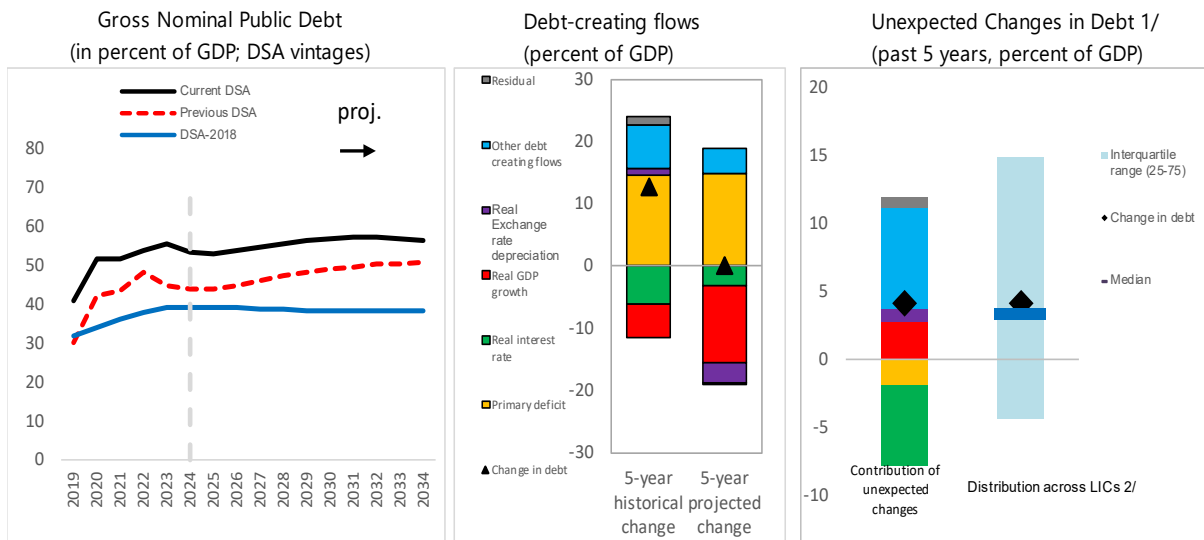 Gross Nominal Public Debt
(in percent of GDP; DSA vintages)
Current DSA
Previous DSA
DSA-2018
proj.
80
70
60
50
40
30
20
10
0
2019
2020
2021
2022
2023
2024
2025
2026
2027
2028
2029
2030
2031
2032
2033
2034
Debt-creating flows
(percent of GDP)
Residual
Other debt
creating flows
Real
Exchange
rate
depreciation
Real GDP
growth
Real interest
rate
Primary deficit
Change in debt
30
20
10
0
-10
-20
-30
5-year
historical
change
5-year
projected
change
Unexpected Changes in Debt 1/
(past 5 years, percent of GDP)
20
15
10
5
0
-5
-10
Interquartile
range (25-75)
Change in debt
Median
Contribution of
unexpected
changes
Distribution across LICs 2/